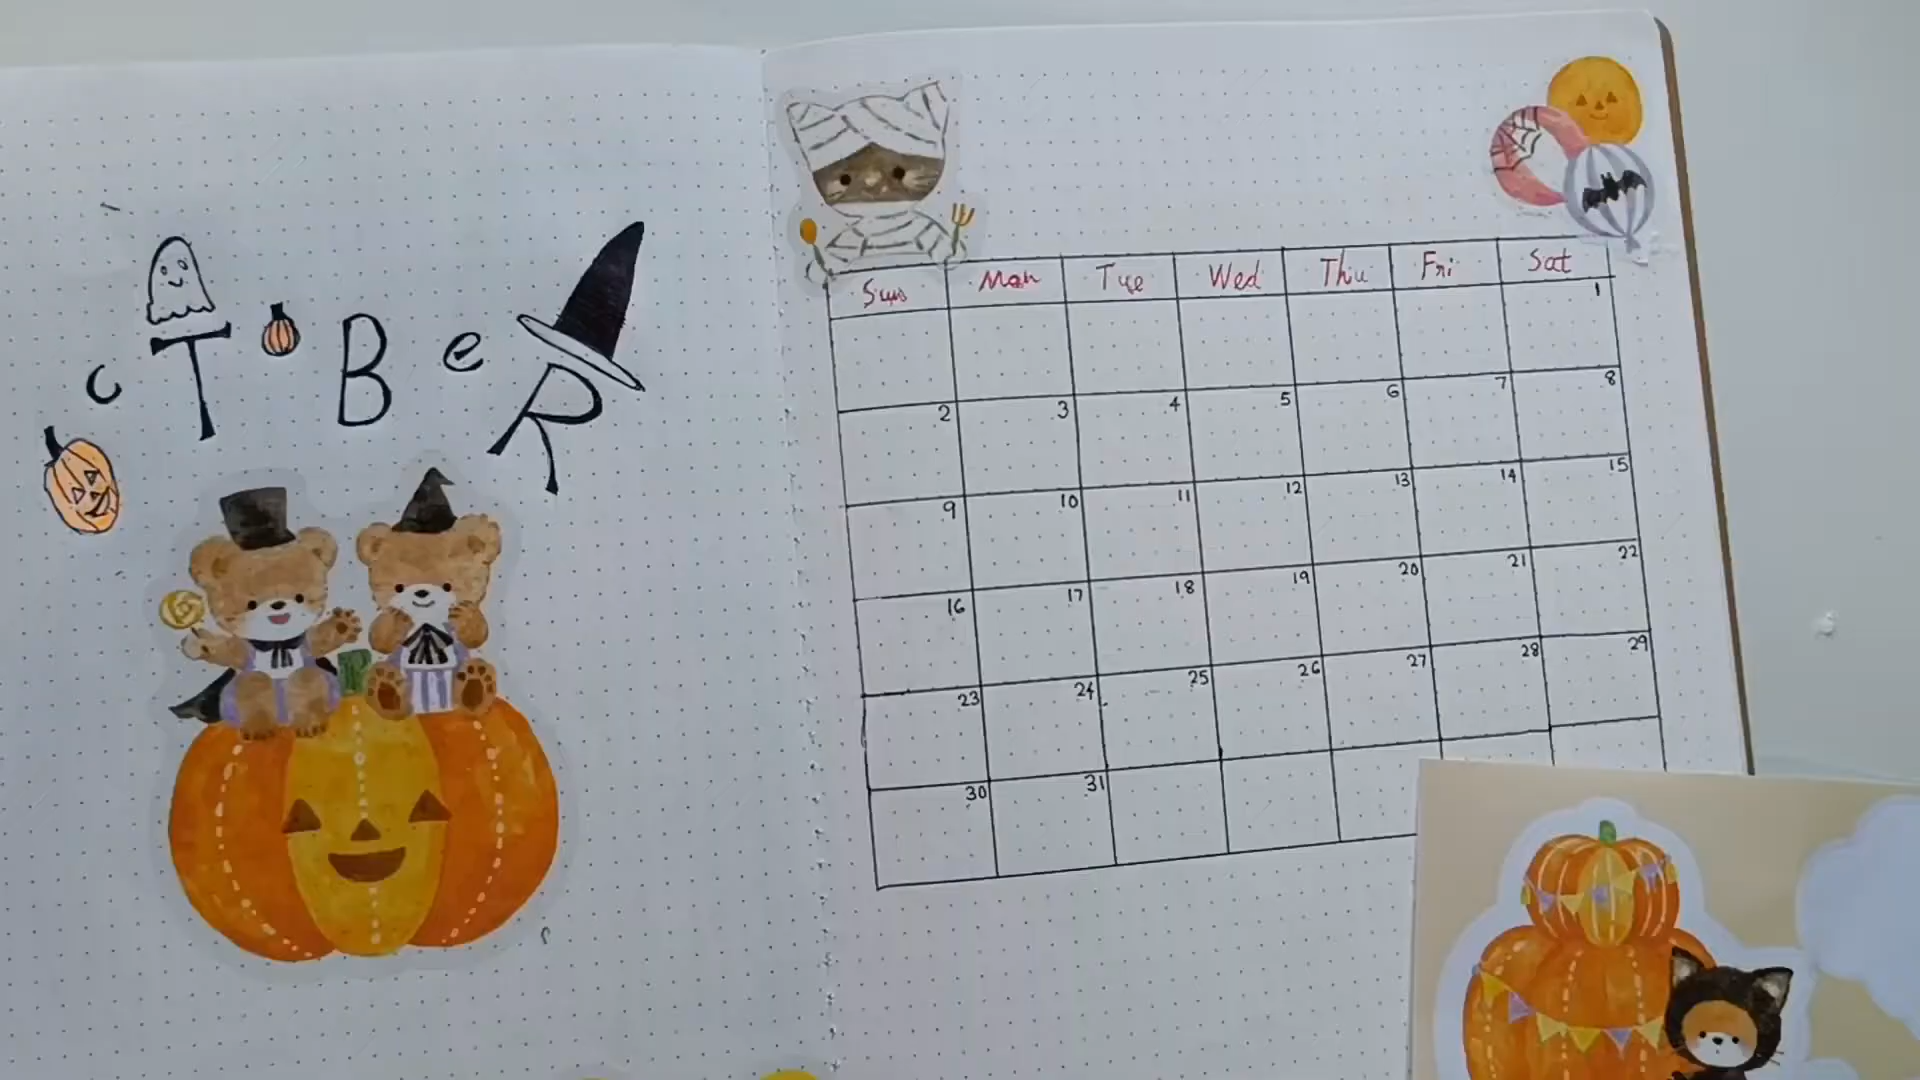 cToBeR
Sun Mon Tue Wed Thu Fri Sat
1
2 3 4 5 6 7 8
9 10 11 12 13 14 15
16 17 18 19 20 21 22
23 24 25 26 27 28 29
30 31